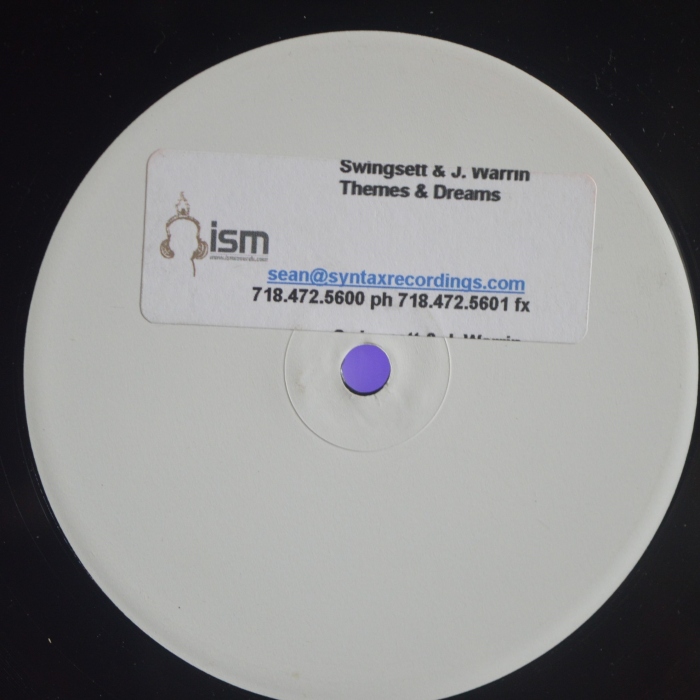 Swingsett & J. Warrin
Themes & Dreams
ism
sean@syntaxrecordings.com
718.472.5600 ph 718.472.5601 fx